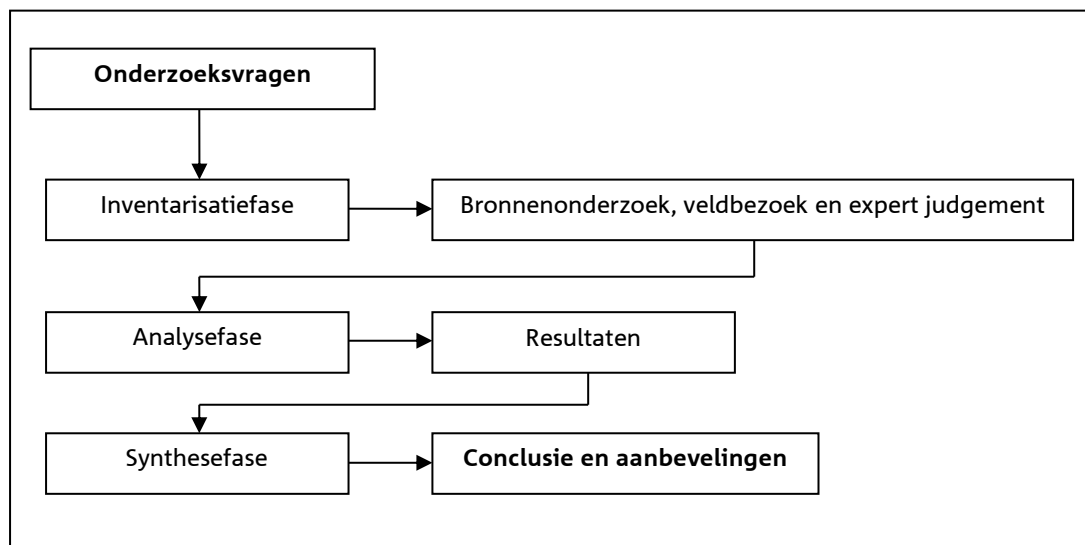 Onderzoeksvragen
Inventarisatiefase
Bronnenonderzoek, veldbezoek en expert judgement
Analysefase
Resultaten
Synthesefase
Conclusie en aanbevelingen